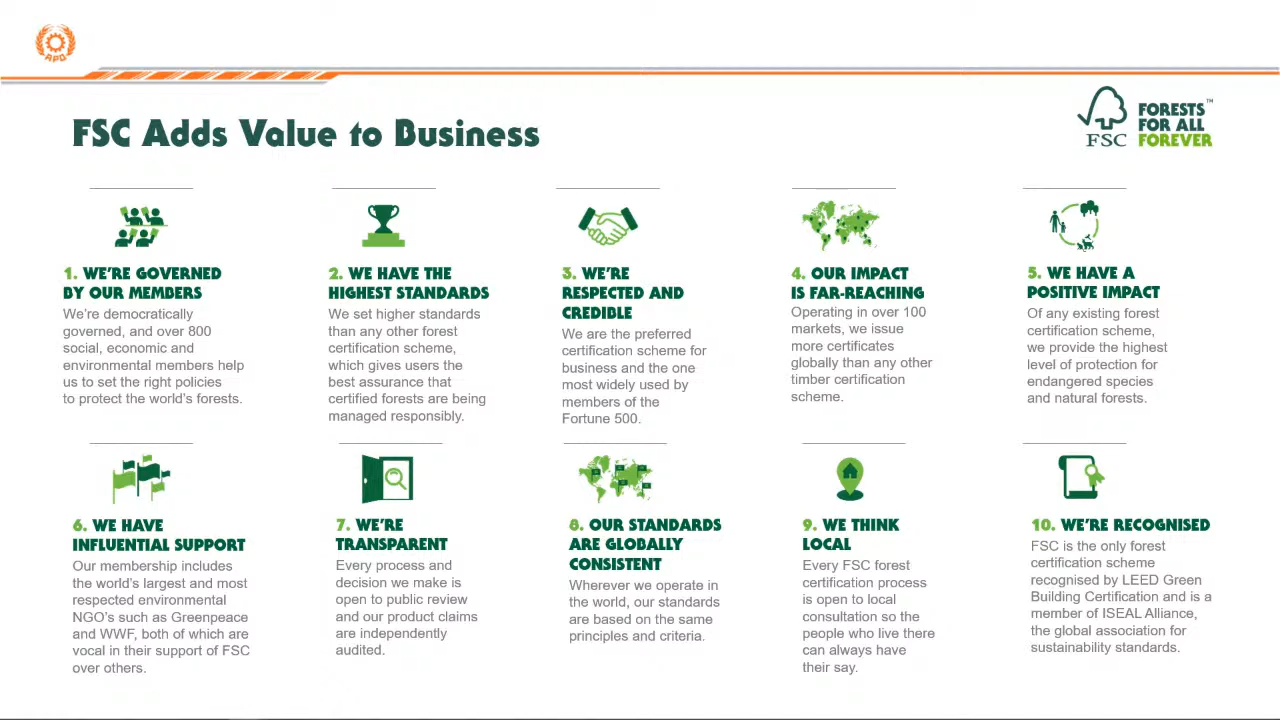 APO
FSC Adds Value to Business
FSC
FORESTS™
FOR ALL
FOREVER
1. WE'RE GOVERNED
BY OUR MEMBERS
We're democratically
governed, and over 800
social, economic and
environmental members help
us to set the right policies
to protect the world's forests.
2. WE HAVE THE
HIGHEST STANDARDS
We set higher standards
than any other forest
certification scheme,
which gives users the
best assurance that
certified forests are being
managed responsibly.
3. WE'RE
RESPECTED AND
CREDIBLE
We are the preferred
certification scheme for
business and the one
most widely used by
members of the
Fortune 500.
4. OUR IMPACT
IS FAR-REACHING
Operating in over 100
markets, we issue
more certificates
globally than any other
timber certification
scheme.
5. WE HAVE A
POSITIVE IMPACT
Of any existing forest
certification scheme,
we provide the highest
level of protection for
endangered species
and natural forests.
6. WE HAVE
INFLUENTIAL SUPPORT
Our membership includes
the world's largest and most
respected environmental
NGO's such as Greenpeace
and WWF, both of which are
vocal in their support of FSC
over others.
7. WE'RE
TRANSPARENT
Every process and
decision we make is
open to public review
and our product claims
are independently
audited.
8. OUR STANDARDS
ARE GLOBALLY
CONSISTENT
Wherever we operate in
the world, our standards
are based on the same
principles and criteria.
9. WE THINK
LOCAL
Every FSC forest
certification process
is open to local
consultation so the
people who live there
can always have
their say.
10. WE'RE RECOGNISED
FSC is the only forest
certification scheme
recognised by LEED Green
Building Certification and is a
member of ISEAL Alliance,
the global association for
sustainability standards.